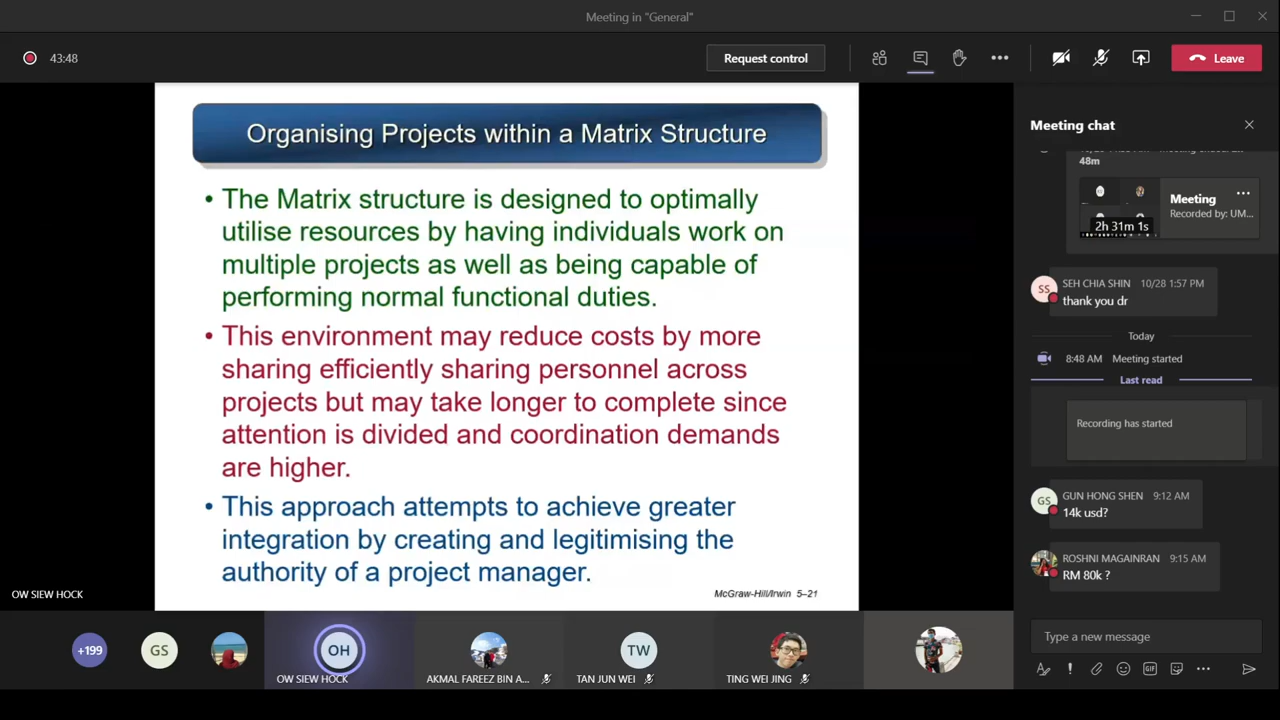 Meeting in "General"
43:48
Request control
Leave
Organising Projects within a Matrix Structure
• The Matrix structure is designed to optimally
utilise resources by having individuals work on
multiple projects as well as being capable of
performing normal functional duties.
• This environment may reduce costs by more
sharing efficiently sharing personnel across
projects but may take longer to complete since
attention is divided and coordination demands
are higher.
• This approach attempts to achieve greater
integration by creating and legitimising the
authority of a project manager.
McGraw-Hill/Irwin 5–21
OW SIEW HOCK
+199
GS
OH
OW SIEW HOCK
AKMAL FAREEZ BIN A...
TW
TAN JUN WEI
TING WEI JING
Meeting chat
48m
Meeting
Recorded by: UM...
2h 31m 1s
SS
SEH CHIA SHIN 10/28 1:57 PM
thank you dr
Today
8:48 AM Meeting started
Last read
Recording has started
GS
GUN HONG SHEN 9:12 AM
14k usd?
ROSHNI MAGAINRAN 9:15 AM
RM 80k ?
Type a new message
GIF